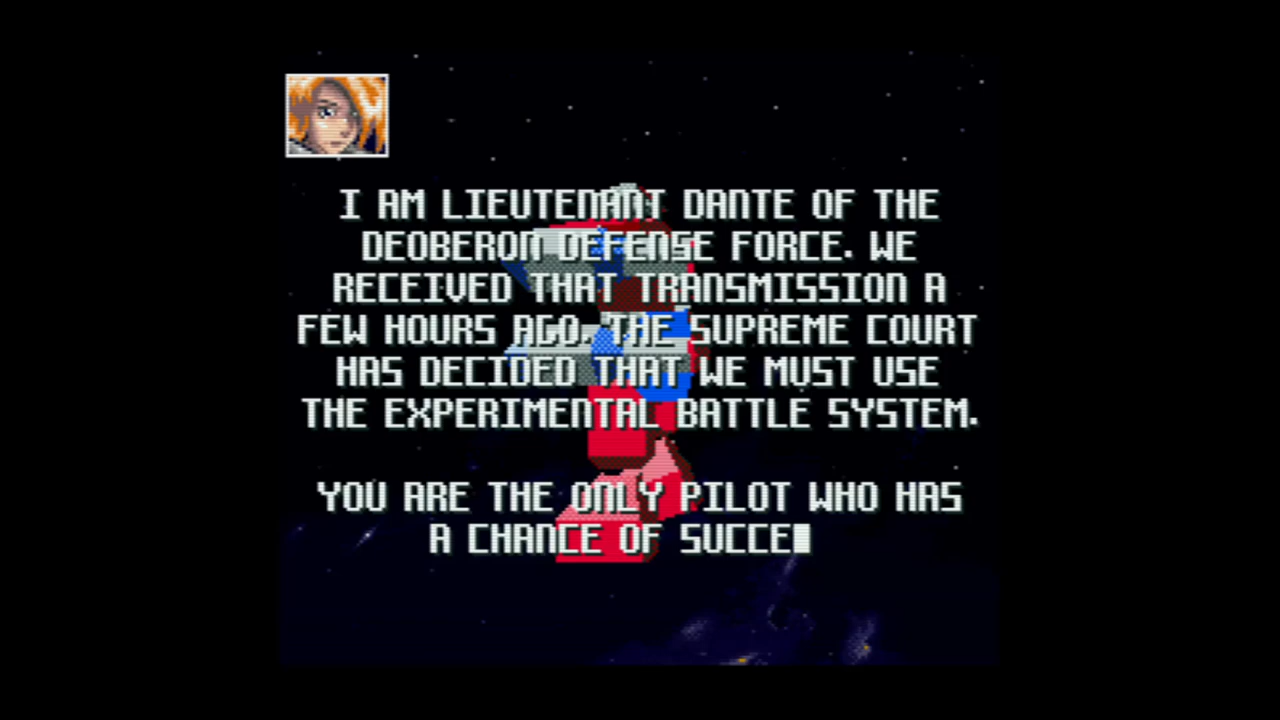 I AM LIEUTENANT DANTE OF THE
DEOBERON DEFENSE FORCE. WE
RECEIVED THAT TRANSMISSION A
FEW HOURS AGO. THE SUPREME COURT
HAS DECIDED THAT WE MUST USE
THE EXPERIMENTAL BATTLE SYSTEM.
YOU ARE THE ONLY PILOT WHO HAS
A CHANCE OF SUCCE